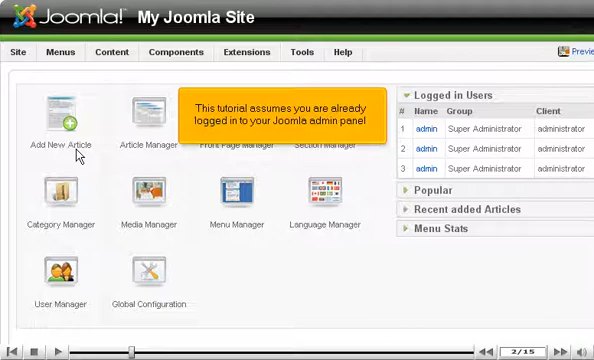 Joomla! My Joomla Site
Site Menus Content Components Extensions Tools Help
This tutorial assumes you are already
logged in to your Joomla admin panel
Add New Article Article Manager Front Page Manager Section Manager
Category Manager Media Manager Menu Manager Language Manager
User Manager Global Configuration
Logged in Users
# Name Group Client
1 admin Super Administrator administrator
2 admin Super Administrator administrator
3 admin Super Administrator administrator
Popular
Recent added Articles
Menu Stats
2/15